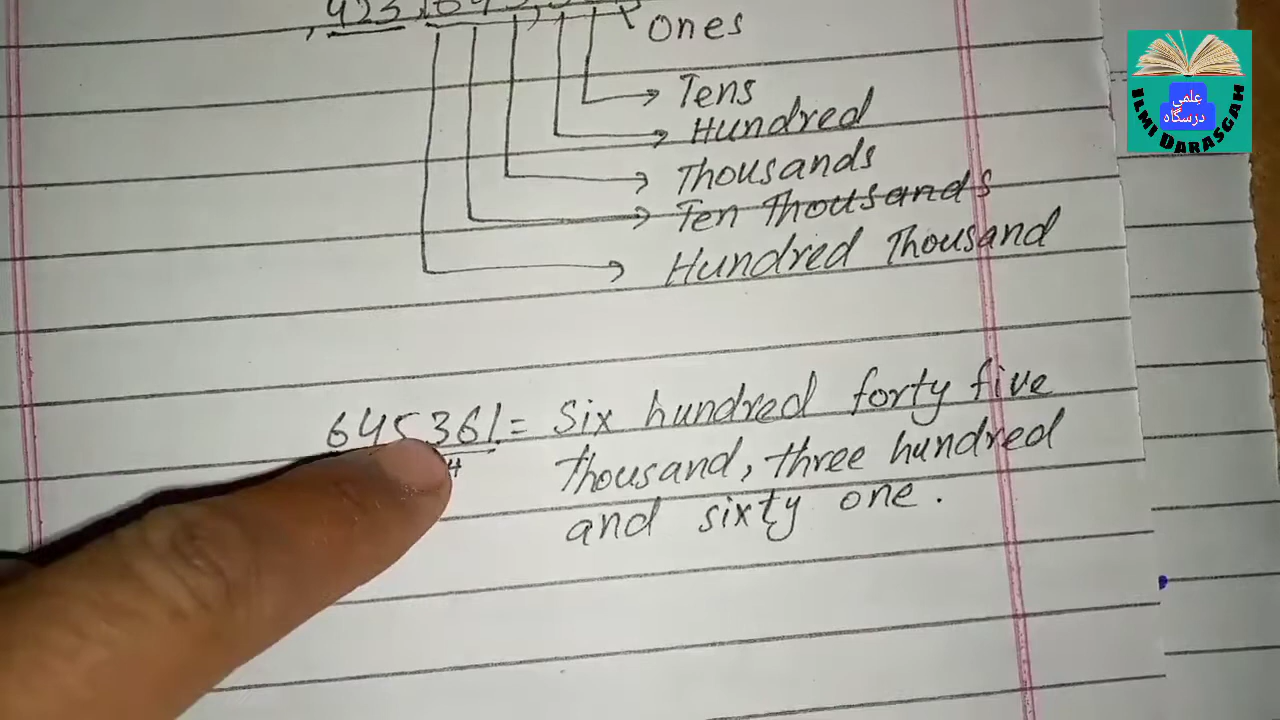 423
Ones
Tens
Hundred
Thousands
Ten Thousands
Hundred Thousand
645361 = Six hundred forty five
thousand, three hundred
and sixty one.
علمی
درسگاہ
ILMI DARASGAH